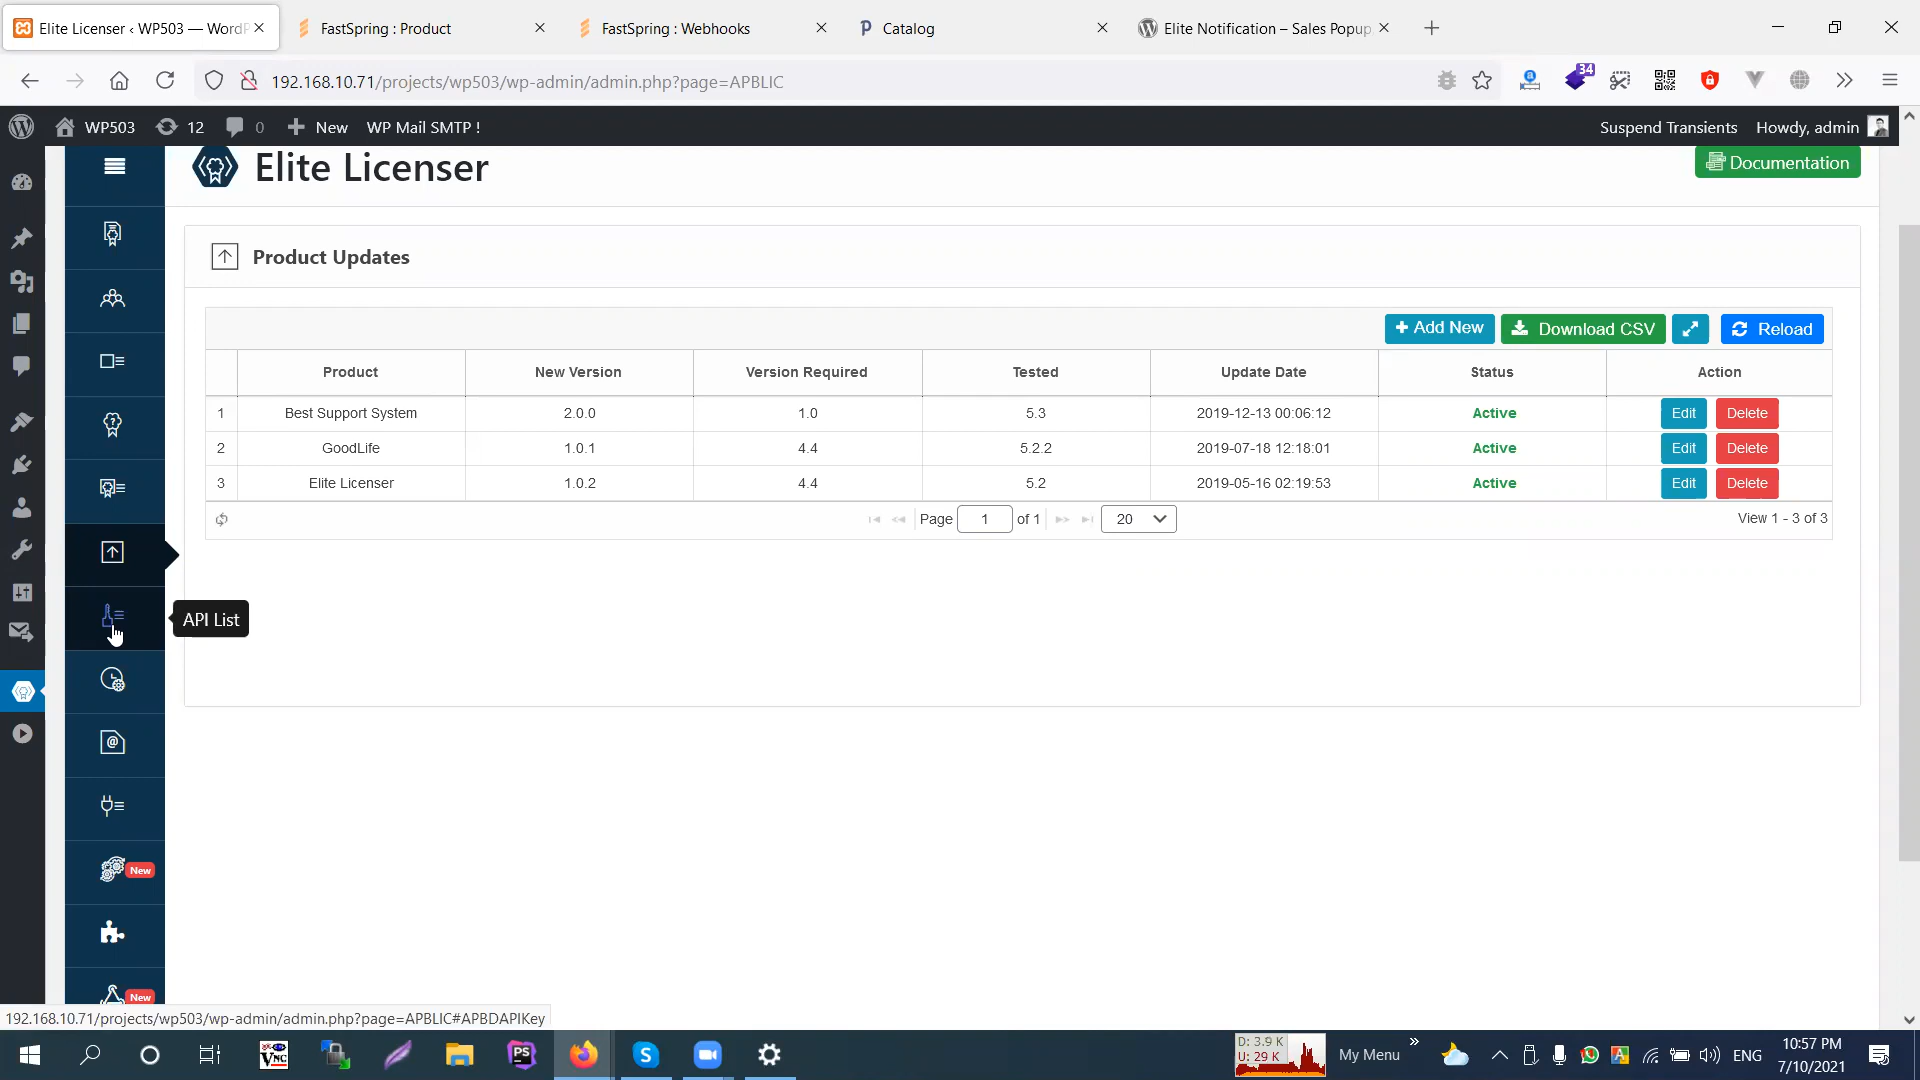 Elite Licenser ‹ WP503 — WordP
FastSpring : Product
FastSpring : Webhooks
Catalog
Elite Notification – Sales Popup,
192.168.10.71/projects/wp503/wp-admin/admin.php?page=APBLIC
34
WP503
12
0
New
WP Mail SMTP !
Suspend Transients
Howdy, admin
Elite Licenser
Documentation
Product Updates
Add New
Download CSV
Reload
Product New Version Version Required Tested Update Date Status Action
1 Best Support System 2.0.0 1.0 5.3 2019-12-13 00:06:12 Active Edit Delete
2 GoodLife 1.0.1 4.4 5.2.2 2019-07-18 12:18:01 Active Edit Delete
3 Elite Licenser 1.0.2 4.4 5.2 2019-05-16 02:19:53 Active Edit Delete
Page 1 of 1 20 View 1 - 3 of 3
API List
New
New
192.168.10.71/projects/wp503/wp-admin/admin.php?page=APBLIC#APBDAPIKey
VNC
PS
D: 3.9 K
U: 29 K
My Menu
ENG
10:57 PM
7/10/2021